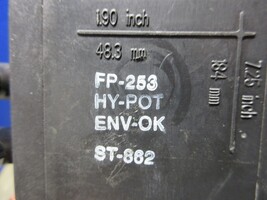 1.90 inch
48.3 mm
FP-253
HY-POT
ENV-OK
ST-862
7.25 inch
184 mm